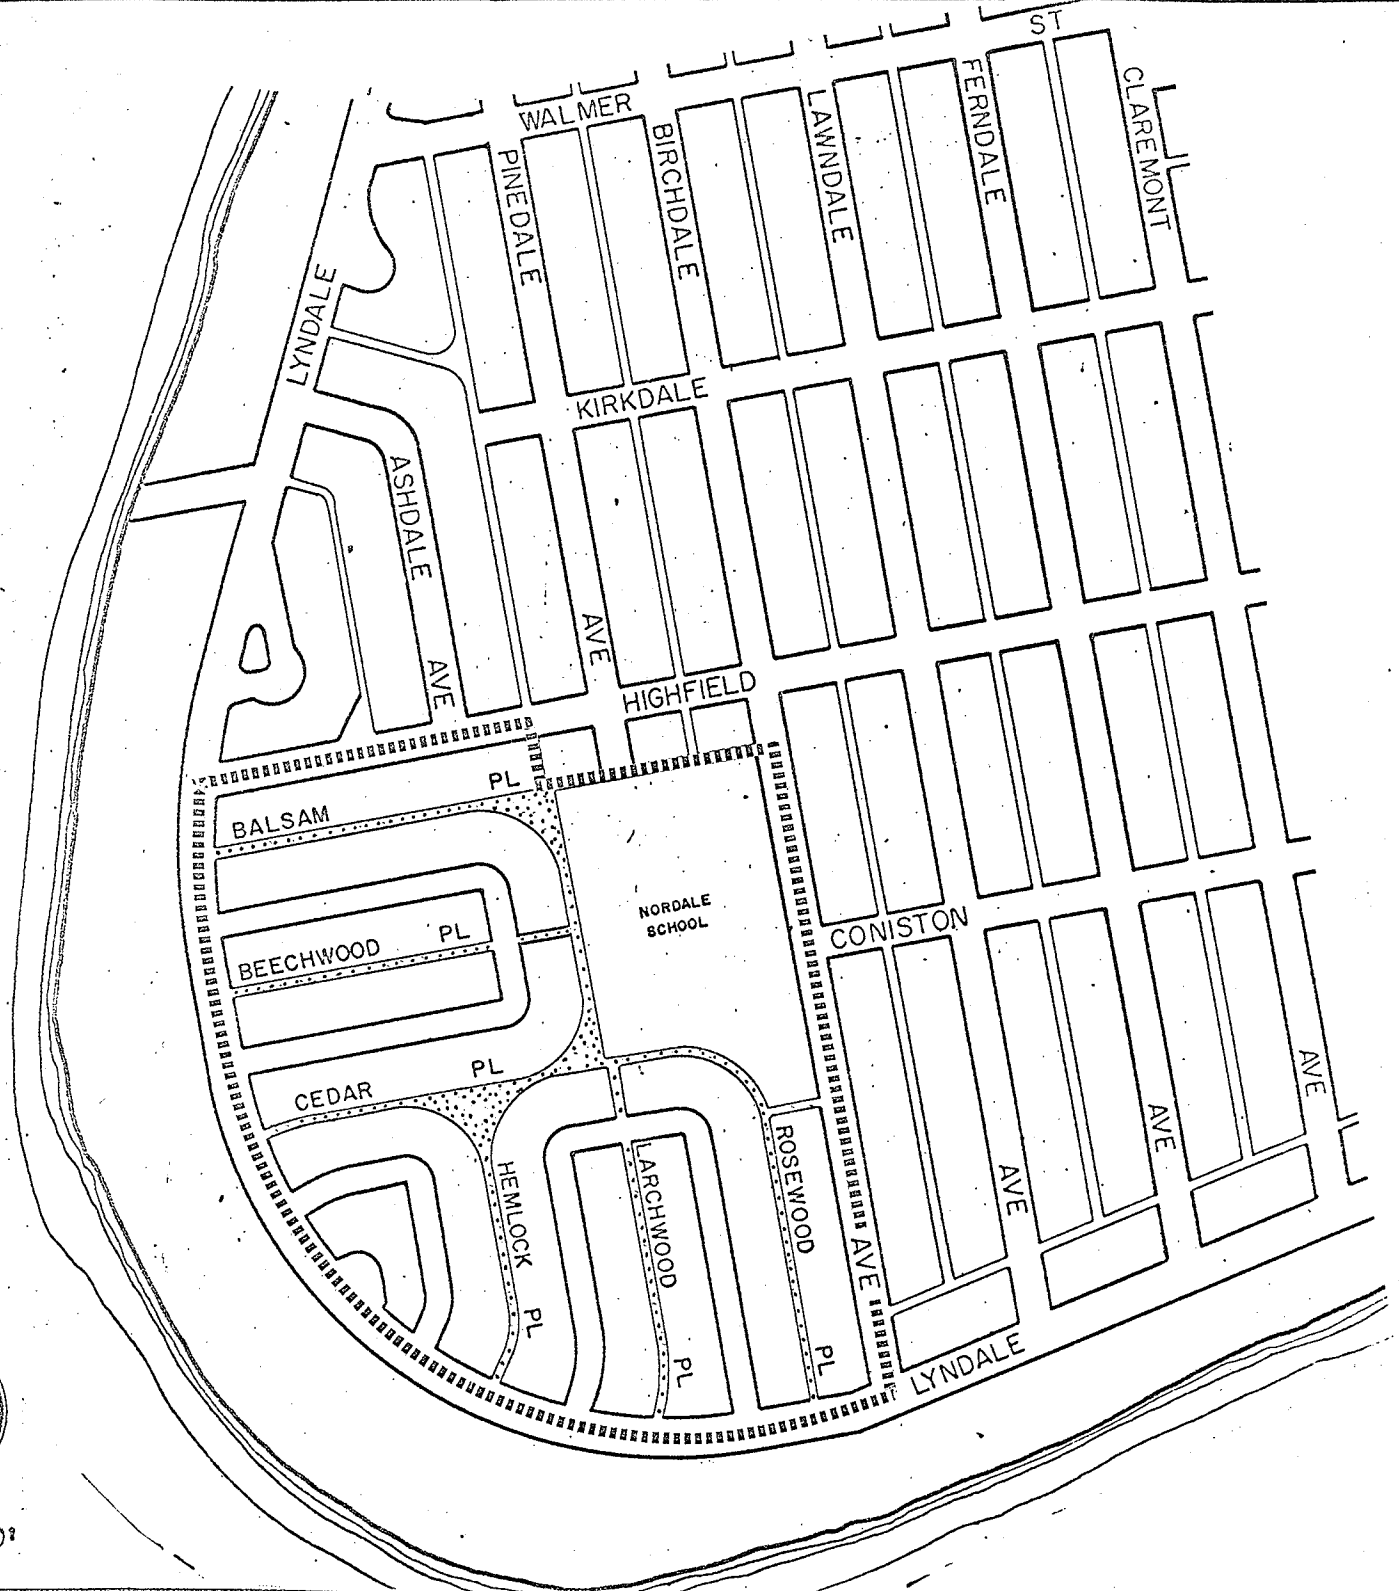 ST
WALMER
PINEDALE
BIRCHDALE
LAWNDALE
FERNDALE
CLAREMONT
LYNDALE
KIRKDALE
ASHDALE
AVE
AVE
HIGHFIELD
PL
BALSAM
NORDALE
SCHOOL
PL
BEECHWOOD
CONISTON
PL
CEDAR
HEMLOCK
PL
LARCHWOOD
PL
ROSEWOOD
PL
AVE
AVE
AVE
AVE
LYNDALE